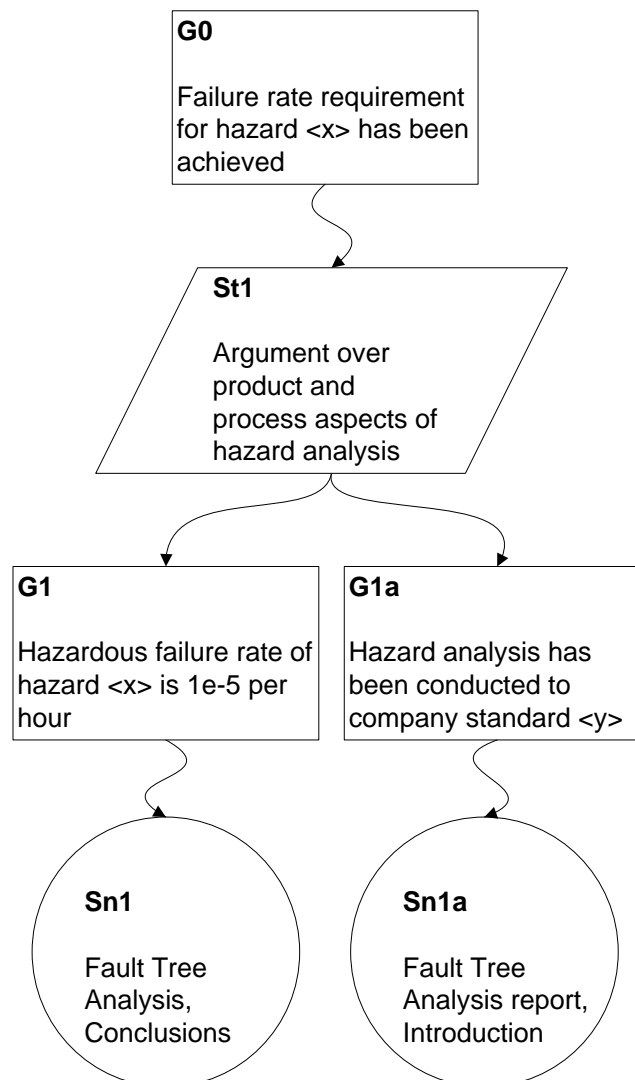 G0
Failure rate requirement
for hazard <x> has been
achieved
St1
Argument over
product and
process aspects of
hazard analysis
G1
Hazardous failure rate of
hazard <x> is 1e-5 per
hour
G1a
Hazard analysis has
been conducted to
company standard <y>
Sn1
Fault Tree
Analysis,
Conclusions
Sn1a
Fault Tree
Analysis report,
Introduction